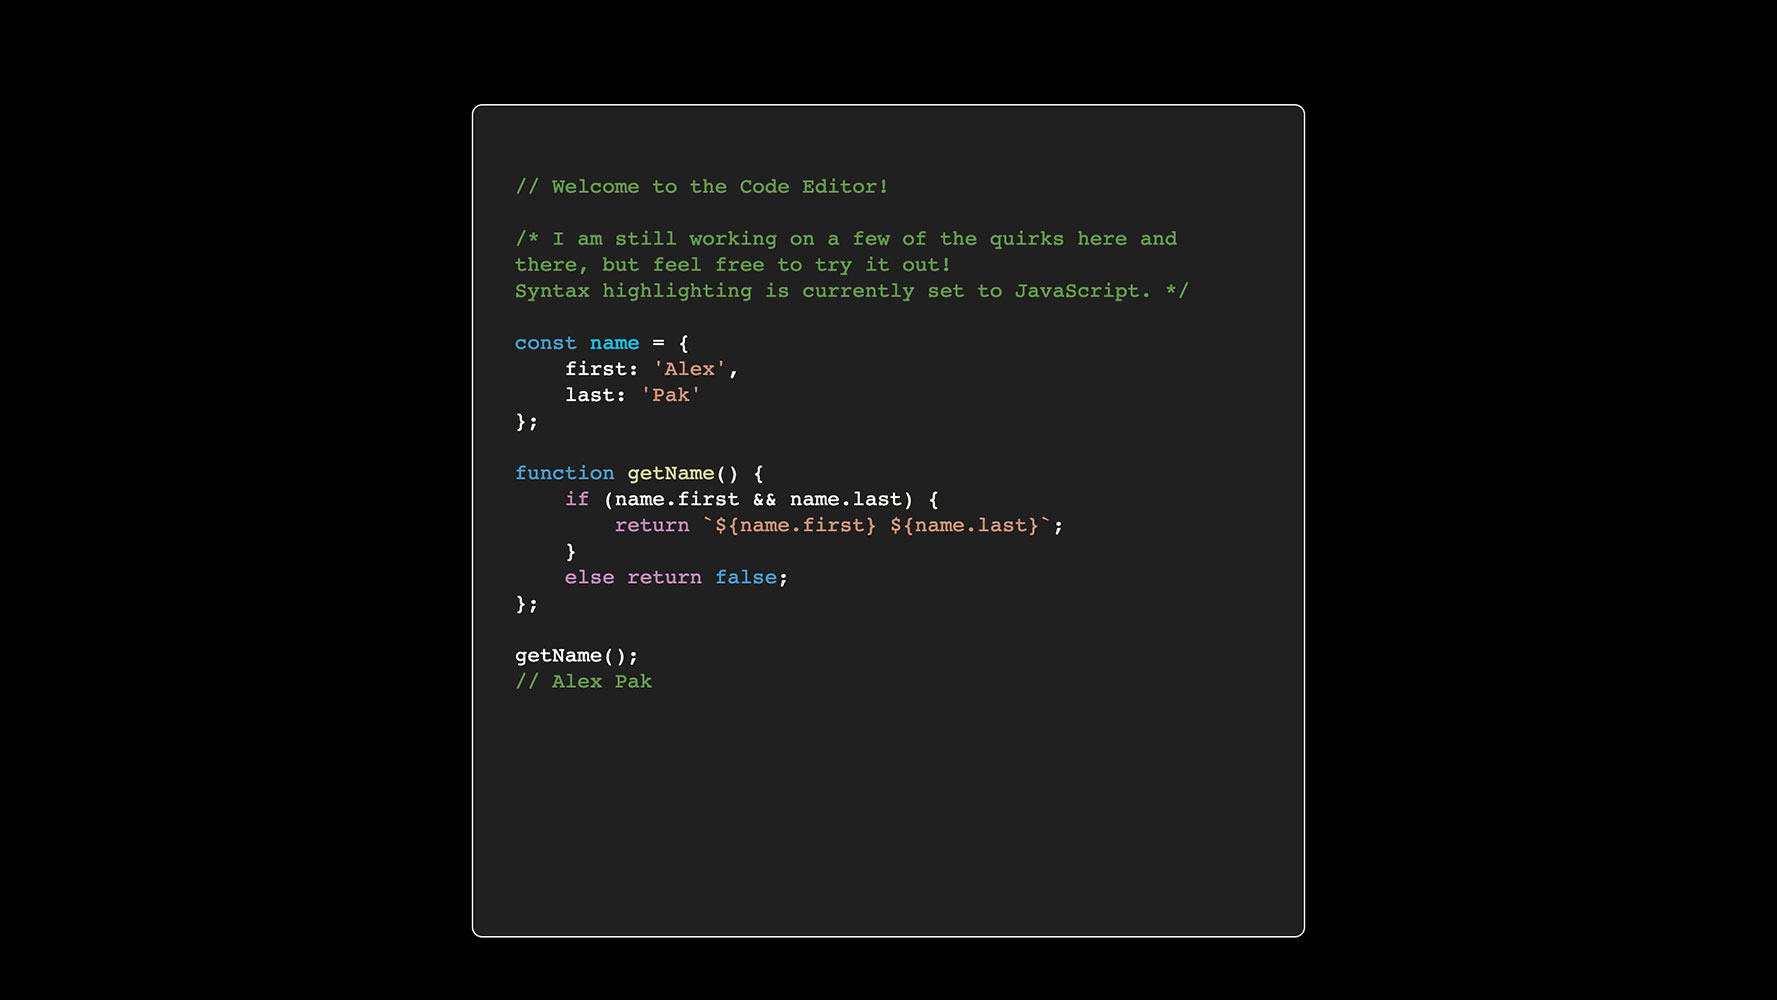 // Welcome to the Code Editor!
/* I am still working on a few of the quirks here and
there, but feel free to try it out!
Syntax highlighting is currently set to JavaScript. */
const name = {
    first: 'Alex',
    last: 'Pak'
};
function getName() {
    if (name.first && name.last) {
        return `${name.first} ${name.last}`;
    }
    else return false;
};
getName();
// Alex Pak